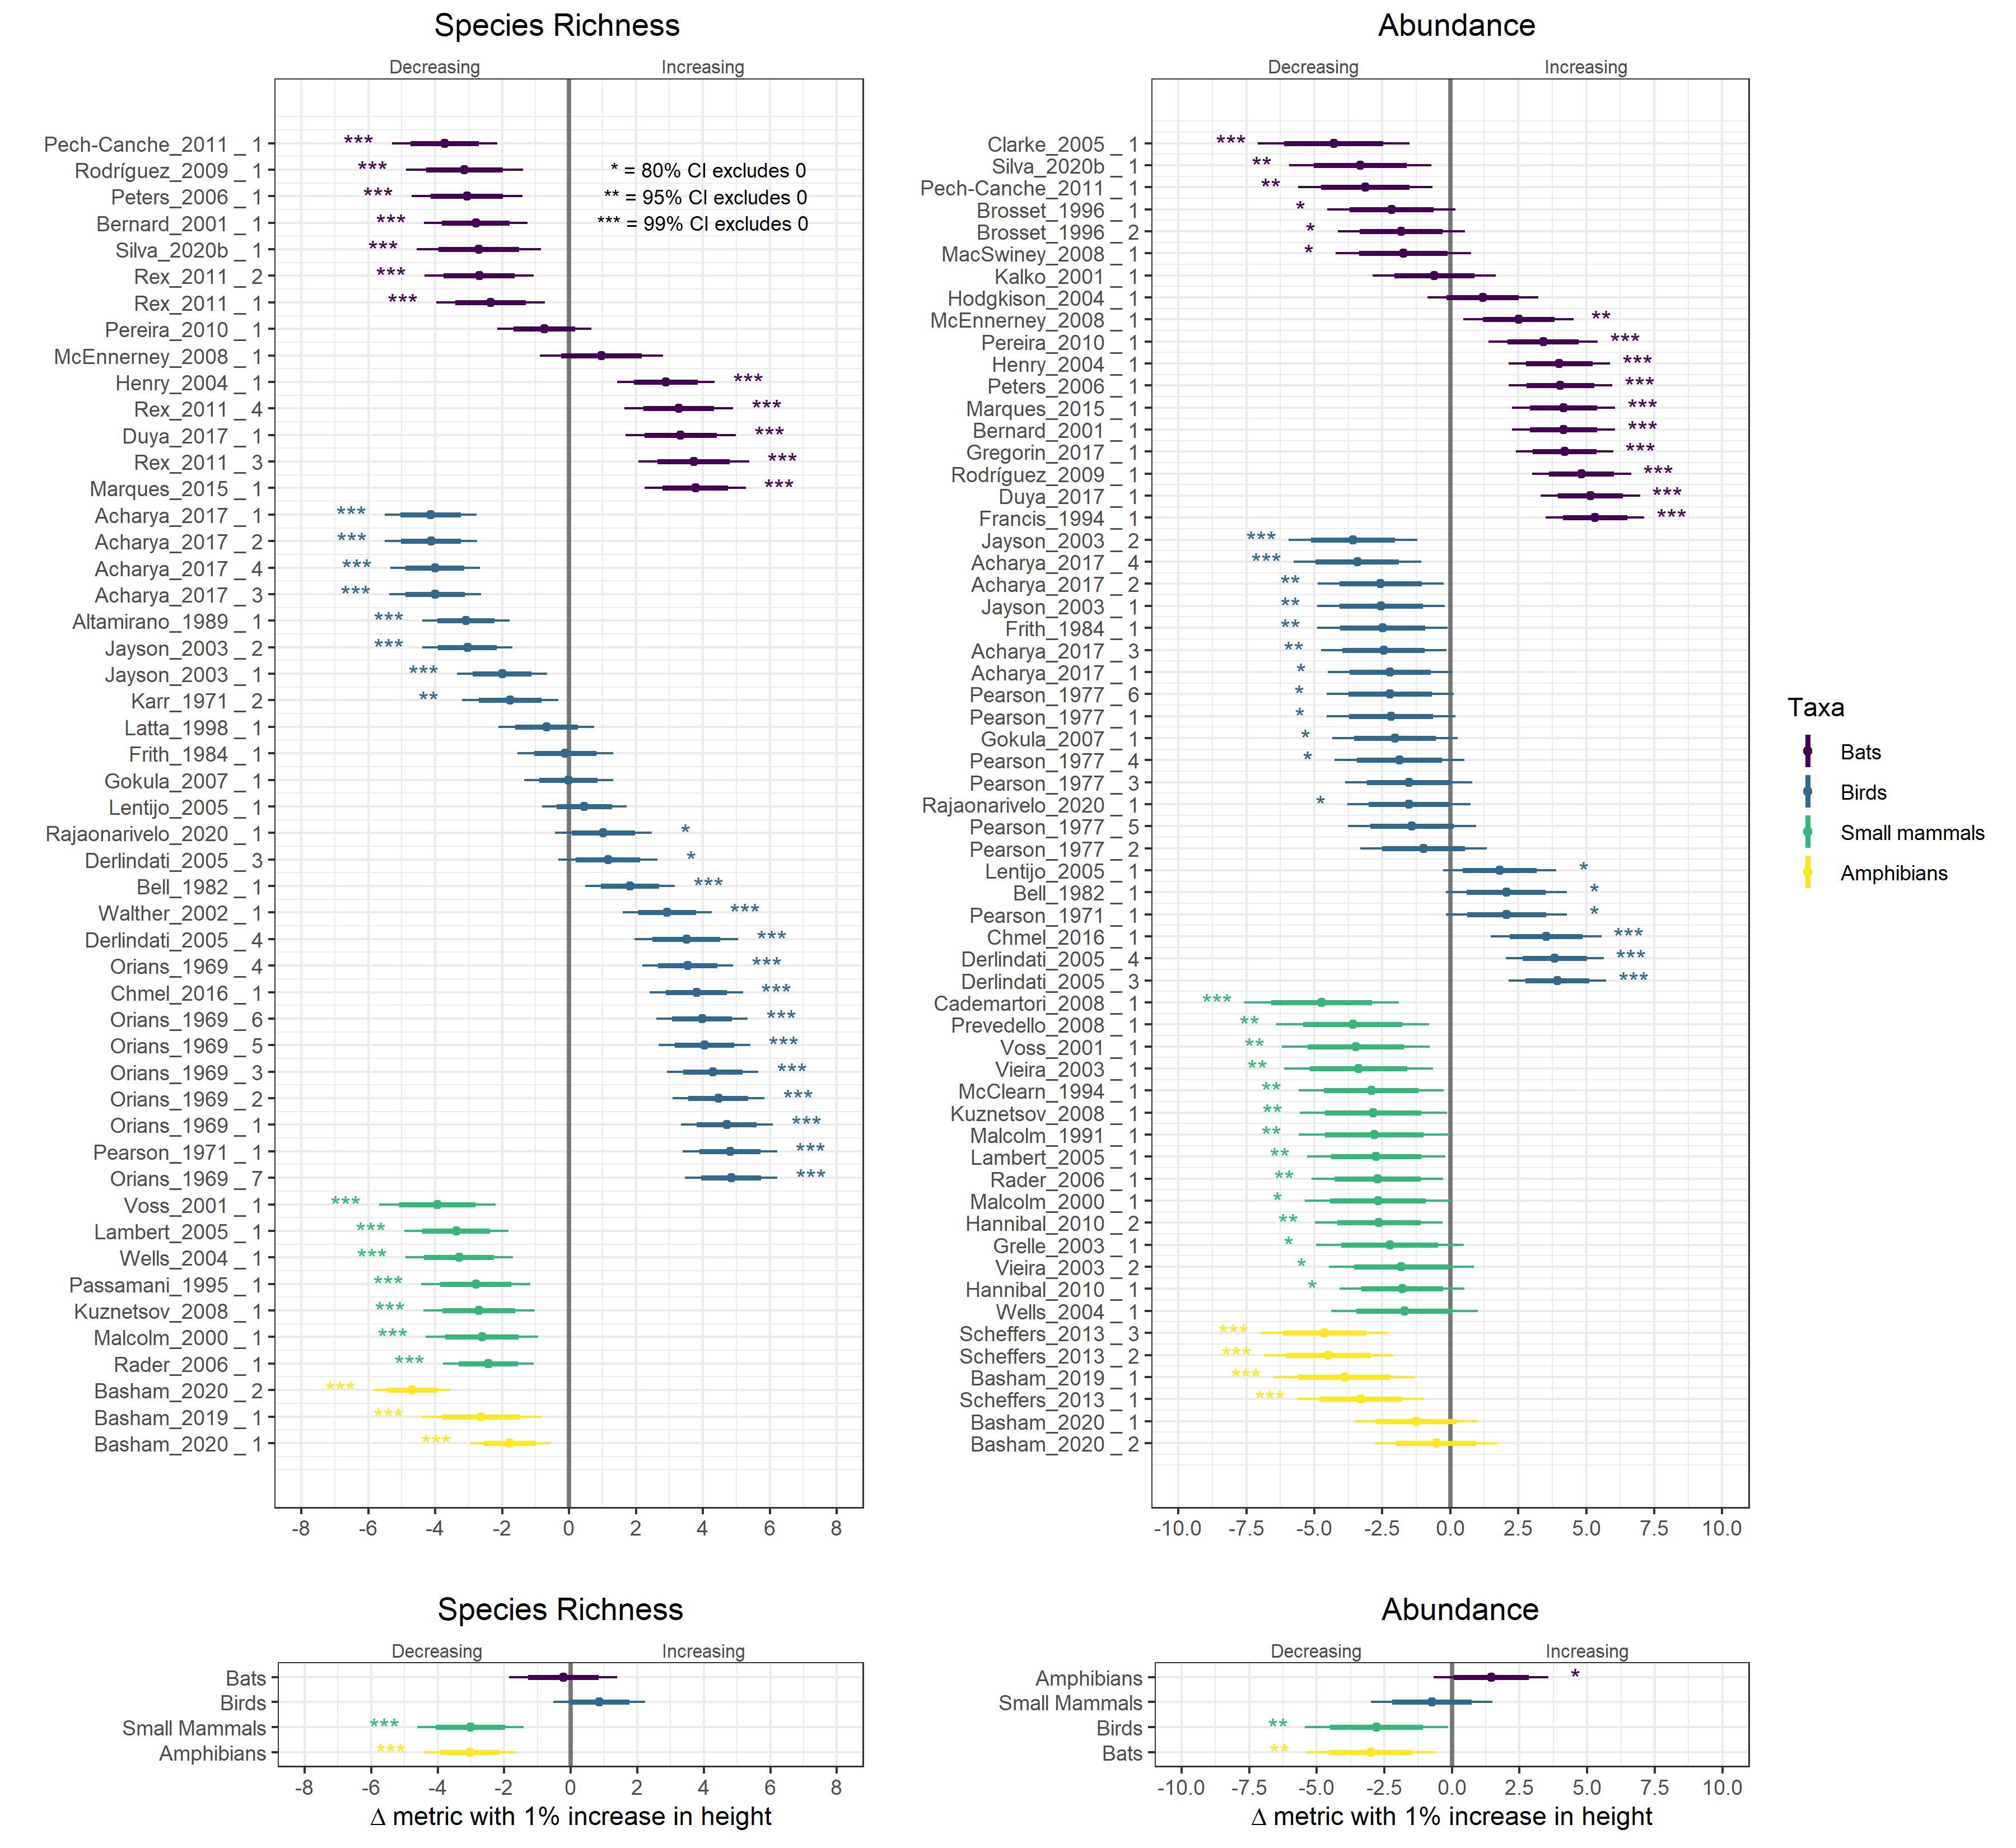 Species Richness
Decreasing Increasing
Pech-Canche_2011 _ 1 ***
Rodríguez_2009 _ 1 ***
Peters_2006 _ 1 ***
Bernard_2001 _ 1 ***
Silva_2020b _ 1 ***
Rex_2011 _ 2 ***
Rex_2011 _ 1 ***
Pereira_2010 _ 1
McEnnerney_2008 _ 1
Henry_2004 _ 1 ***
Rex_2011 _ 4 ***
Duya_2017 _ 1 ***
Rex_2011 _ 3 ***
Marques_2015 _ 1 ***
Acharya_2017 _ 1 ***
Acharya_2017 _ 2 ***
Acharya_2017 _ 4 ***
Acharya_2017 _ 3 ***
Altamirano_1989 _ 1 ***
Jayson_2003 _ 2 ***
Jayson_2003 _ 1 ***
Karr_1971 _ 2 **
Latta_1998 _ 1
Frith_1984 _ 1
Gokula_2007 _ 1
Lentijo_2005 _ 1
Rajaonarivelo_2020 _ 1 *
Derlindati_2005 _ 3 *
Bell_1982 _ 1 ***
Walther_2002 _ 1 ***
Derlindati_2005 _ 4 ***
Orians_1969 _ 4 ***
Chmel_2016 _ 1 ***
Orians_1969 _ 6 ***
Orians_1969 _ 5 ***
Orians_1969 _ 3 ***
Orians_1969 _ 2 ***
Orians_1969 _ 1 ***
Pearson_1971 _ 1 ***
Orians_1969 _ 7 ***
Voss_2001 _ 1 ***
Lambert_2005 _ 1 ***
Wells_2004 _ 1 ***
Passamani_1995 _ 1 ***
Kuznetsov_2008 _ 1 ***
Malcolm_2000 _ 1 ***
Rader_2006 _ 1 ***
Basham_2020 _ 2 ***
Basham_2019 _ 1 ***
Basham_2020 _ 1 ***
* = 80% CI excludes 0
** = 95% CI excludes 0
*** = 99% CI excludes 0
-8 -6 -4 -2 0 2 4 6 8
Abundance
Decreasing Increasing
Clarke_2005 _ 1 ***
Silva_2020b _ 1 **
Pech-Canche_2011 _ 1 **
Brosset_1996 _ 1 *
Brosset_1996 _ 2 *
MacSwiney_2008 _ 1 *
Kalko_2001 _ 1
Hodgkison_2004 _ 1
McEnnerney_2008 _ 1 **
Pereira_2010 _ 1 ***
Henry_2004 _ 1 ***
Peters_2006 _ 1 ***
Marques_2015 _ 1 ***
Bernard_2001 _ 1 ***
Gregorin_2017 _ 1 ***
Rodríguez_2009 _ 1 ***
Duya_2017 _ 1 ***
Francis_1994 _ 1 ***
Jayson_2003 _ 2 ***
Acharya_2017 _ 4 ***
Acharya_2017 _ 2 **
Jayson_2003 _ 1 **
Frith_1984 _ 1 **
Acharya_2017 _ 3 **
Acharya_2017 _ 1 *
Pearson_1977 _ 6 *
Pearson_1977 _ 1 *
Gokula_2007 _ 1 *
Pearson_1977 _ 4 *
Pearson_1977 _ 3
Rajaonarivelo_2020 _ 1 *
Pearson_1977 _ 5
Pearson_1977 _ 2
Lentijo_2005 _ 1 *
Bell_1982 _ 1 *
Pearson_1971 _ 1 *
Chmel_2016 _ 1 ***
Derlindati_2005 _ 4 ***
Derlindati_2005 _ 3 ***
Cademartori_2008 _ 1 ***
Prevedello_2008 _ 1 **
Voss_2001 _ 1 **
Vieira_2003 _ 1 **
McClearn_1994 _ 1 **
Kuznetsov_2008 _ 1 **
Malcolm_1991 _ 1 **
Lambert_2005 _ 1 **
Rader_2006 _ 1 **
Malcolm_2000 _ 1 *
Hannibal_2010 _ 2 **
Grelle_2003 _ 1 *
Vieira_2003 _ 2 *
Hannibal_2010 _ 1 *
Wells_2004 _ 1
Scheffers_2013 _ 3 ***
Scheffers_2013 _ 2 ***
Basham_2019 _ 1 ***
Scheffers_2013 _ 1 ***
Basham_2020 _ 1
Basham_2020 _ 2
-10.0 -7.5 -5.0 -2.5 0.0 2.5 5.0 7.5 10.0
Taxa
Bats
Birds
Small mammals
Amphibians
Species Richness
Decreasing Increasing
Bats
Birds
Small Mammals ***
Amphibians ***
-8 -6 -4 -2 0 2 4 6 8
Δ metric with 1% increase in height
Abundance
Decreasing Increasing
Amphibians *
Small Mammals
Birds **
Bats **
-10.0 -7.5 -5.0 -2.5 0.0 2.5 5.0 7.5 10.0
Δ metric with 1% increase in height